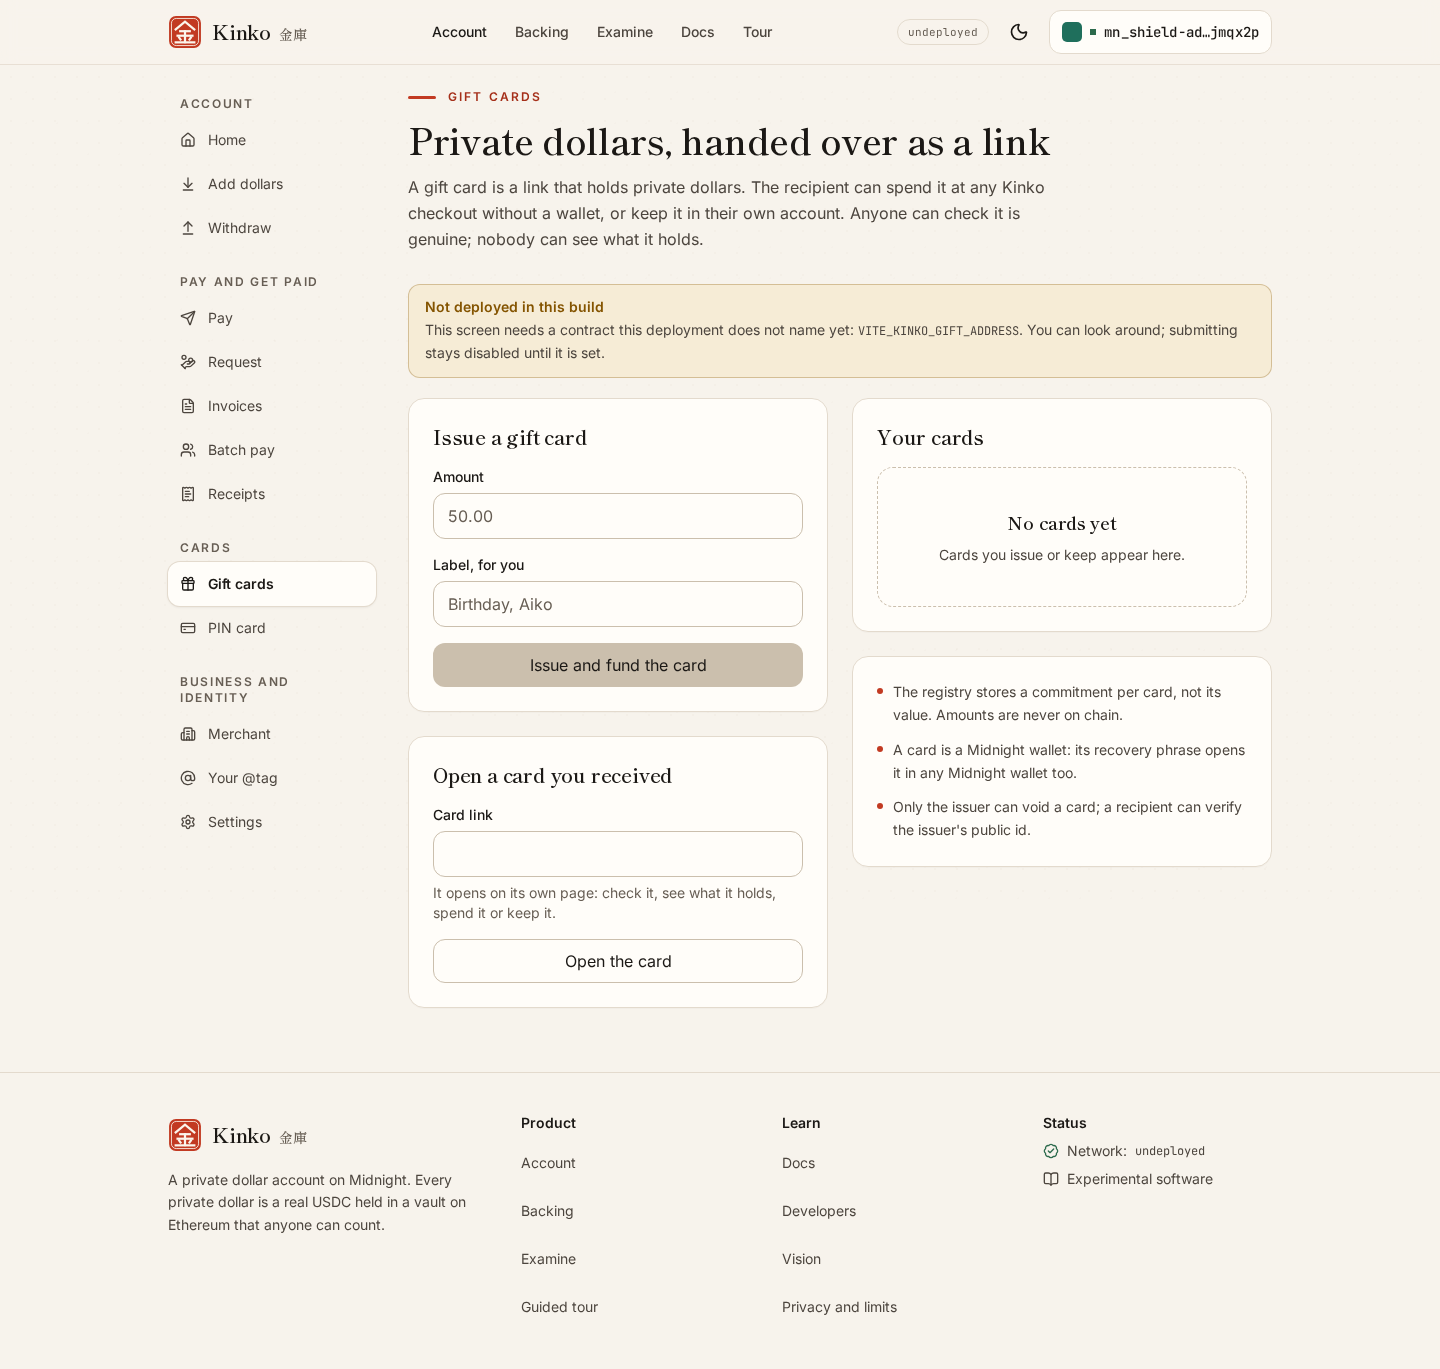 Kinko 金庫
Account
Backing
Examine
Docs
Tour
undeployed
mn_shield-ad…jmqx2p
ACCOUNT
Home
Add dollars
Withdraw
PAY AND GET PAID
Pay
Request
Invoices
Batch pay
Receipts
CARDS
Gift cards
PIN card
BUSINESS AND
IDENTITY
Merchant
Your @tag
Settings
GIFT CARDS
Private dollars, handed over as a link
A gift card is a link that holds private dollars. The recipient can spend it at any Kinko
checkout without a wallet, or keep it in their own account. Anyone can check it is
genuine; nobody can see what it holds.
Not deployed in this build
This screen needs a contract this deployment does not name yet: VITE_KINKO_GIFT_ADDRESS. You can look around; submitting
stays disabled until it is set.
Issue a gift card
Amount
50.00
Label, for you
Birthday, Aiko
Issue and fund the card
Open a card you received
Card link
It opens on its own page: check it, see what it holds,
spend it or keep it.
Open the card
Your cards
No cards yet
Cards you issue or keep appear here.
The registry stores a commitment per card, not its
value. Amounts are never on chain.
A card is a Midnight wallet: its recovery phrase opens
it in any Midnight wallet too.
Only the issuer can void a card; a recipient can verify
the issuer's public id.
金
Kinko 金庫
A private dollar account on Midnight. Every
private dollar is a real USDC held in a vault on
Ethereum that anyone can count.
Product
Account
Backing
Examine
Guided tour
Learn
Docs
Developers
Vision
Privacy and limits
Status
Network: undeployed
Experimental software